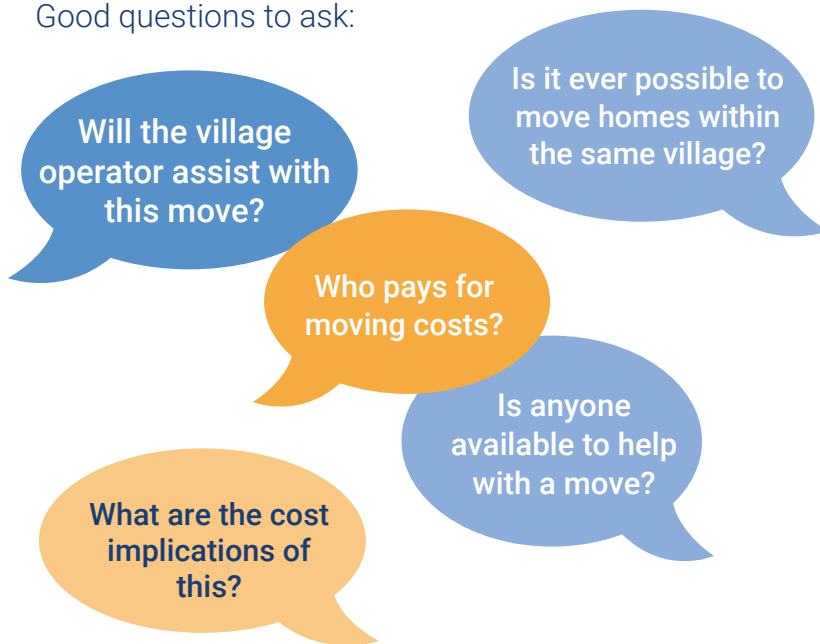 Good questions to ask:
Will the village
operator assist with
this move?
Is it ever possible to
move homes within
the same village?
Who pays for
moving costs?
Is anyone
available to help
with a move?
What are the cost
implications of
this?